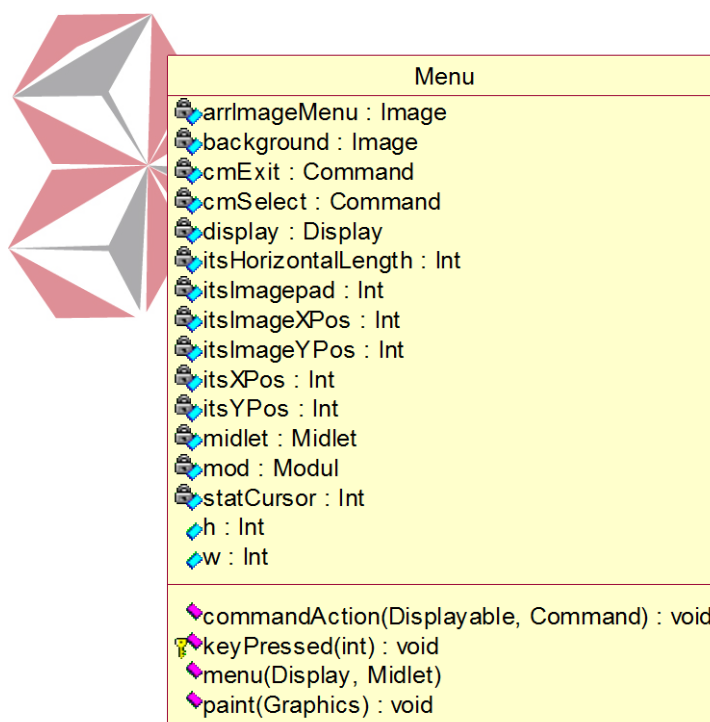 Menu
arrImageMenu : Image
background : Image
cmExit : Command
cmSelect : Command
display : Display
itsHorizontalLength : Int
itsImagepad : Int
itsImageXPos : Int
itsImageYPos : Int
itsXPos : Int
itsYPos : Int
midlet : Midlet
mod : Modul
statCursor : Int
h : Int
w : Int
commandAction(Displayable, Command) : void
keyPressed(int) : void
menu(Display, Midlet)
paint(Graphics) : void